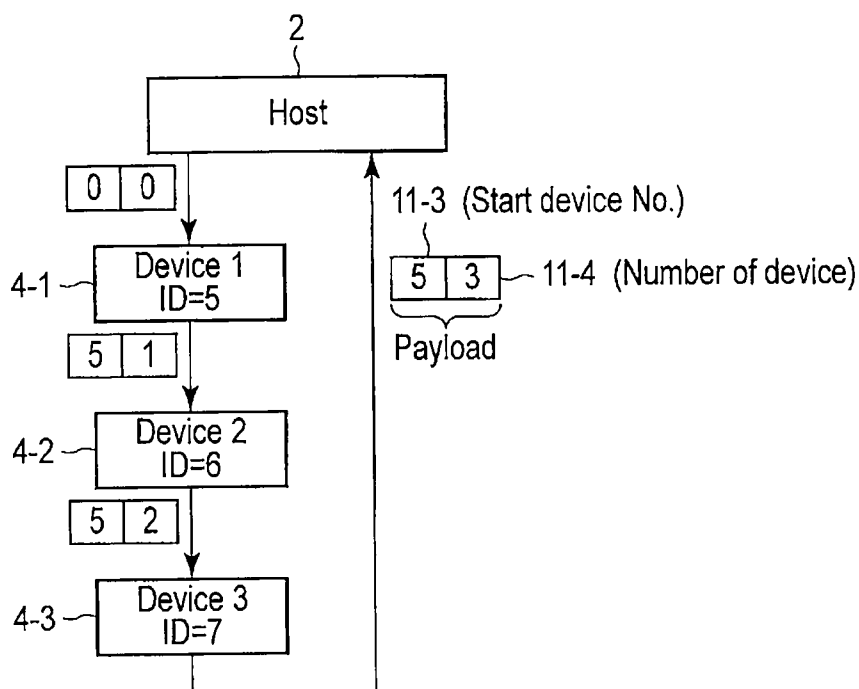 2
Host
0 0
11-3 (Start device No.)
Device 1
ID=5
4-1
5 3
11-4 (Number of device)
Payload
5 1
Device 2
ID=6
4-2
5 2
Device 3
ID=7
4-3